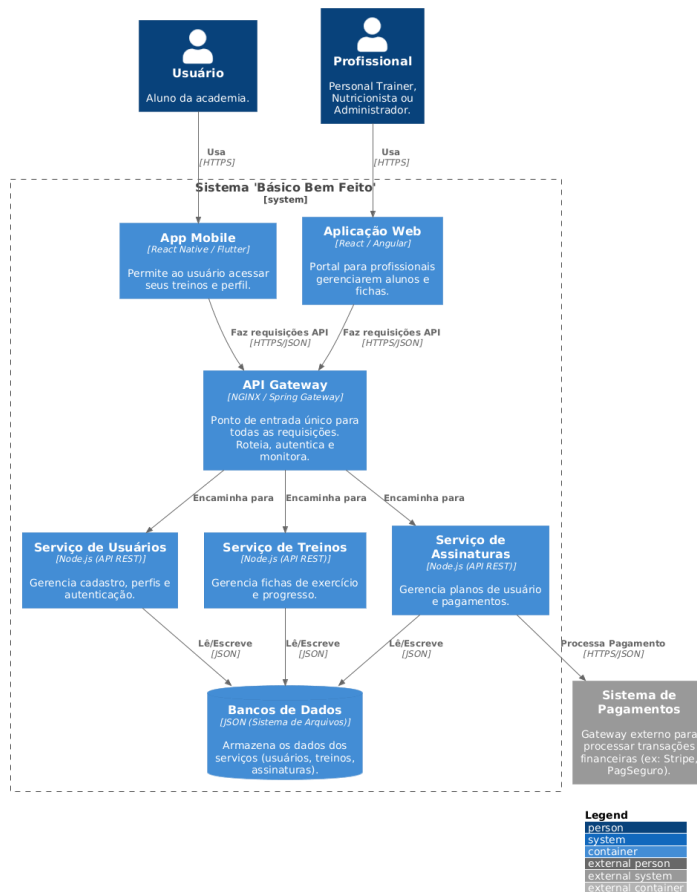 Usuário
Aluno da academia.
Profissional
Personal Trainer,
Nutricionista ou
Administrador.
Usa
[HTTPS]
Usa
[HTTPS]
Sistema 'Básico Bem Feito'
[system]
App Mobile
[React Native / Flutter]
Permite ao usuário acessar
seus treinos e perfil.
Aplicação Web
[React / Angular]
Portal para profissionais
gerenciarem alunos e
fichas.
Faz requisições API
[HTTPS/JSON]
Faz requisições API
[HTTPS/JSON]
API Gateway
[NGINX / Spring Gateway]
Ponto de entrada único para
todas as requisições.
Roteia, autentica e
monitora.
Encaminha para
Encaminha para
Encaminha para
Serviço de Usuários
[Node.js (API REST)]
Gerencia cadastro, perfis e
autenticação.
Serviço de Treinos
[Node.js (API REST)]
Gerencia fichas de exercício
e progresso.
Serviço de
Assinaturas
[Node.js (API REST)]
Gerencia planos de usuário
e pagamentos.
Lê/Escreve
[JSON]
Lê/Escreve
[JSON]
Lê/Escreve
[JSON]
Processa Pagamento
[HTTPS/JSON]
Bancos de Dados
[JSON (Sistema de Arquivos)]
Armazena os dados dos
serviços (usuários, treinos,
assinaturas).
Sistema de
Pagamentos
Gateway externo para
processar transações
financeiras (ex: Stripe,
PagSeguro).
Legend
person
system
container
external person
external system
external container